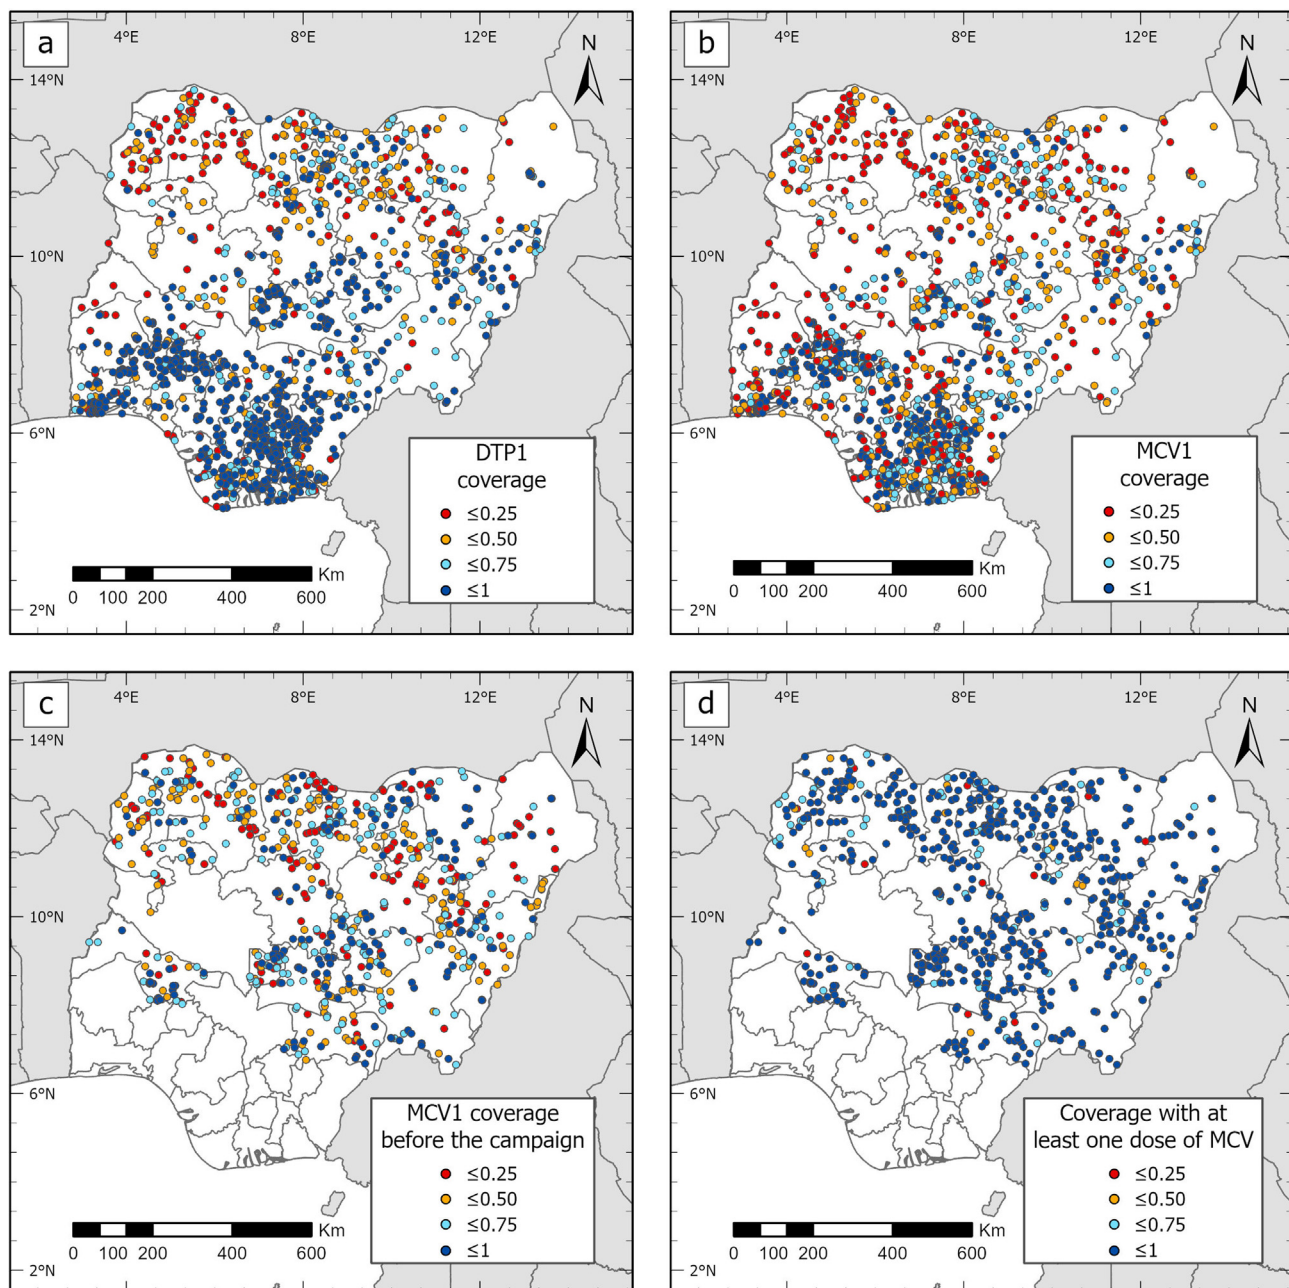 a
4°E
8°E
12°E
N
14°N
10°N
6°N
2°N
DTP1
coverage
≤0.25
≤0.50
≤0.75
≤1
Km
0 100 200 400 600
b
4°E
8°E
12°E
N
14°N
10°N
6°N
2°N
MCV1
coverage
≤0.25
≤0.50
≤0.75
≤1
Km
0 100 200 400 600
c
4°E
8°E
12°E
N
14°N
10°N
6°N
2°N
MCV1 coverage
before the campaign
≤0.25
≤0.50
≤0.75
≤1
Km
0 100 200 400 600
d
4°E
8°E
12°E
N
14°N
10°N
6°N
2°N
Coverage with at
least one dose of MCV
≤0.25
≤0.50
≤0.75
≤1
Km
0 100 200 400 600